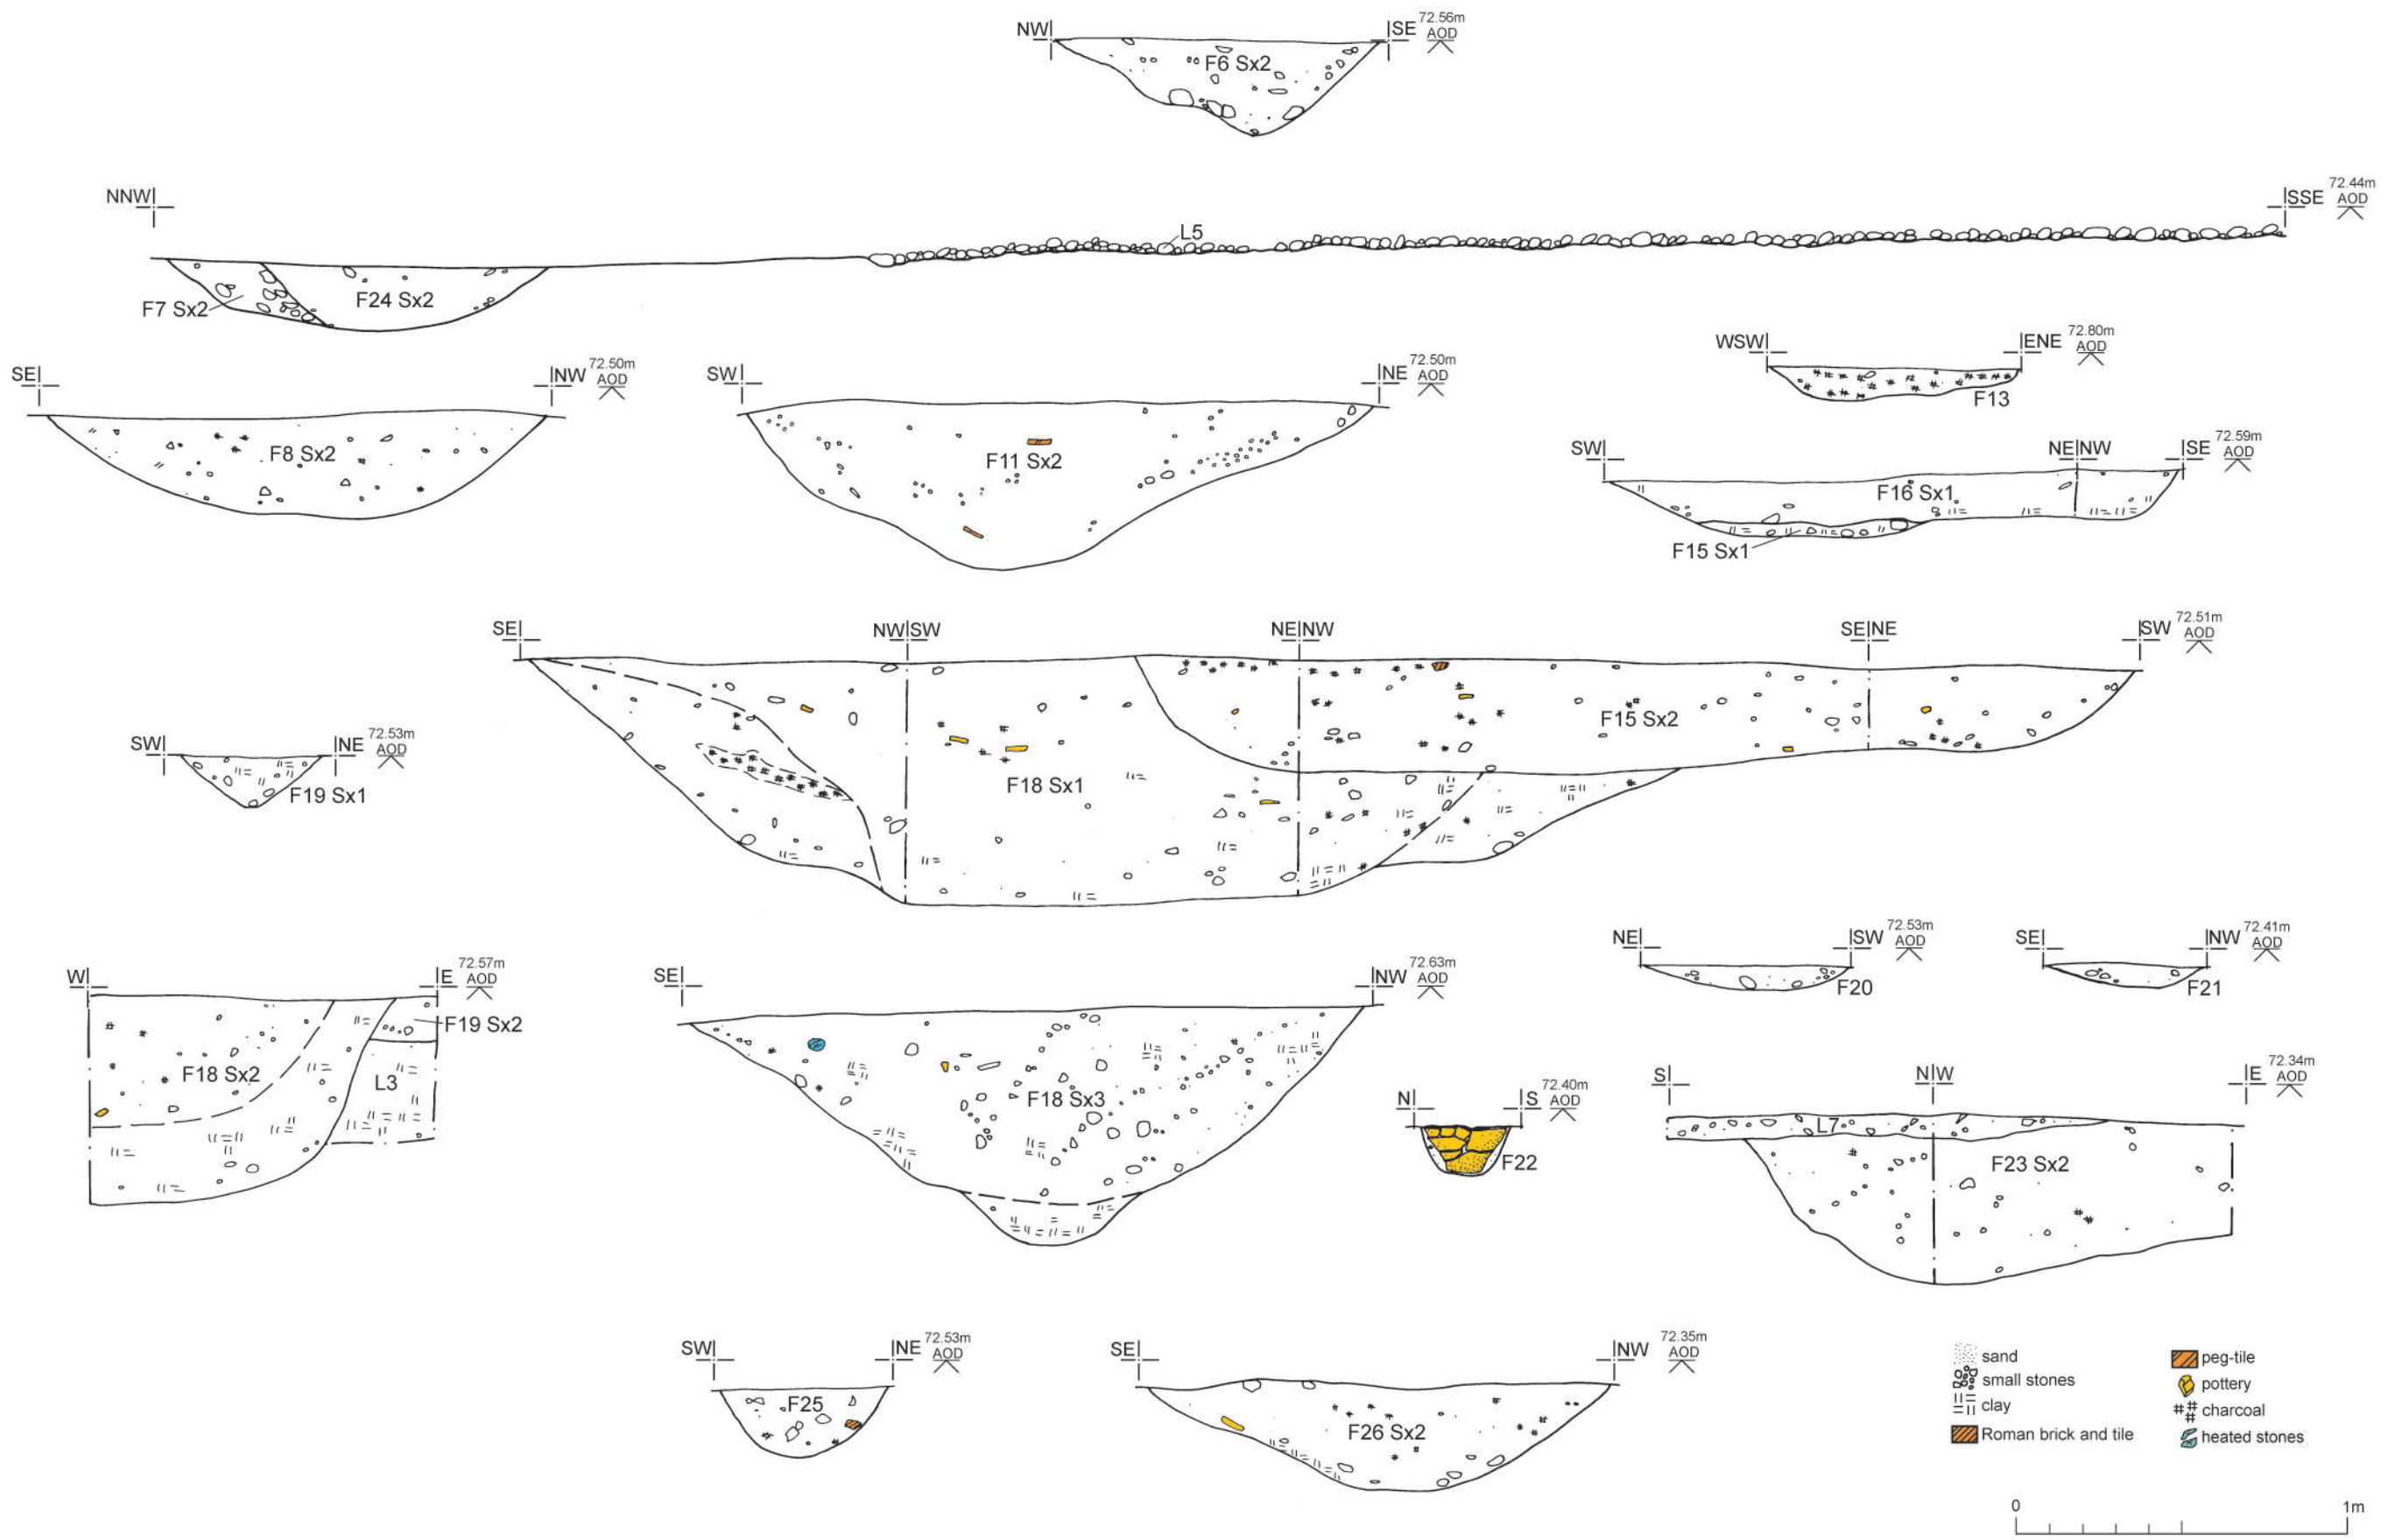 NW SE 72.56m
AOD
F6 Sx2
NNW SSE 72.44m
AOD
L5
F7 Sx2 F24 Sx2
SE NW 72.50m
AOD
F8 Sx2
SW NE 72.50m
AOD
F11 Sx2
WSW ENE 72.80m
AOD
F13
SW NE NW SE 72.59m
AOD
F16 Sx1
F15 Sx1
SE NW SW NE NW SE NE SW 72.51m
AOD
F15 Sx2
F18 Sx1
SW NE 72.53m
AOD
F19 Sx1
W E 72.57m
AOD
F19 Sx2
F18 Sx2 L3
SE NW 72.63m
AOD
F18 Sx3
NE SW 72.53m
AOD
F20
SE NW 72.41m
AOD
F21
N S 72.40m
AOD
F22
S N W E 72.34m
AOD
L7
F23 Sx2
SW NE 72.53m
AOD
F25
SE NW 72.35m
AOD
F26 Sx2
sand
small stones
clay
Roman brick and tile
peg-tile
pottery
charcoal
heated stones
0 1m